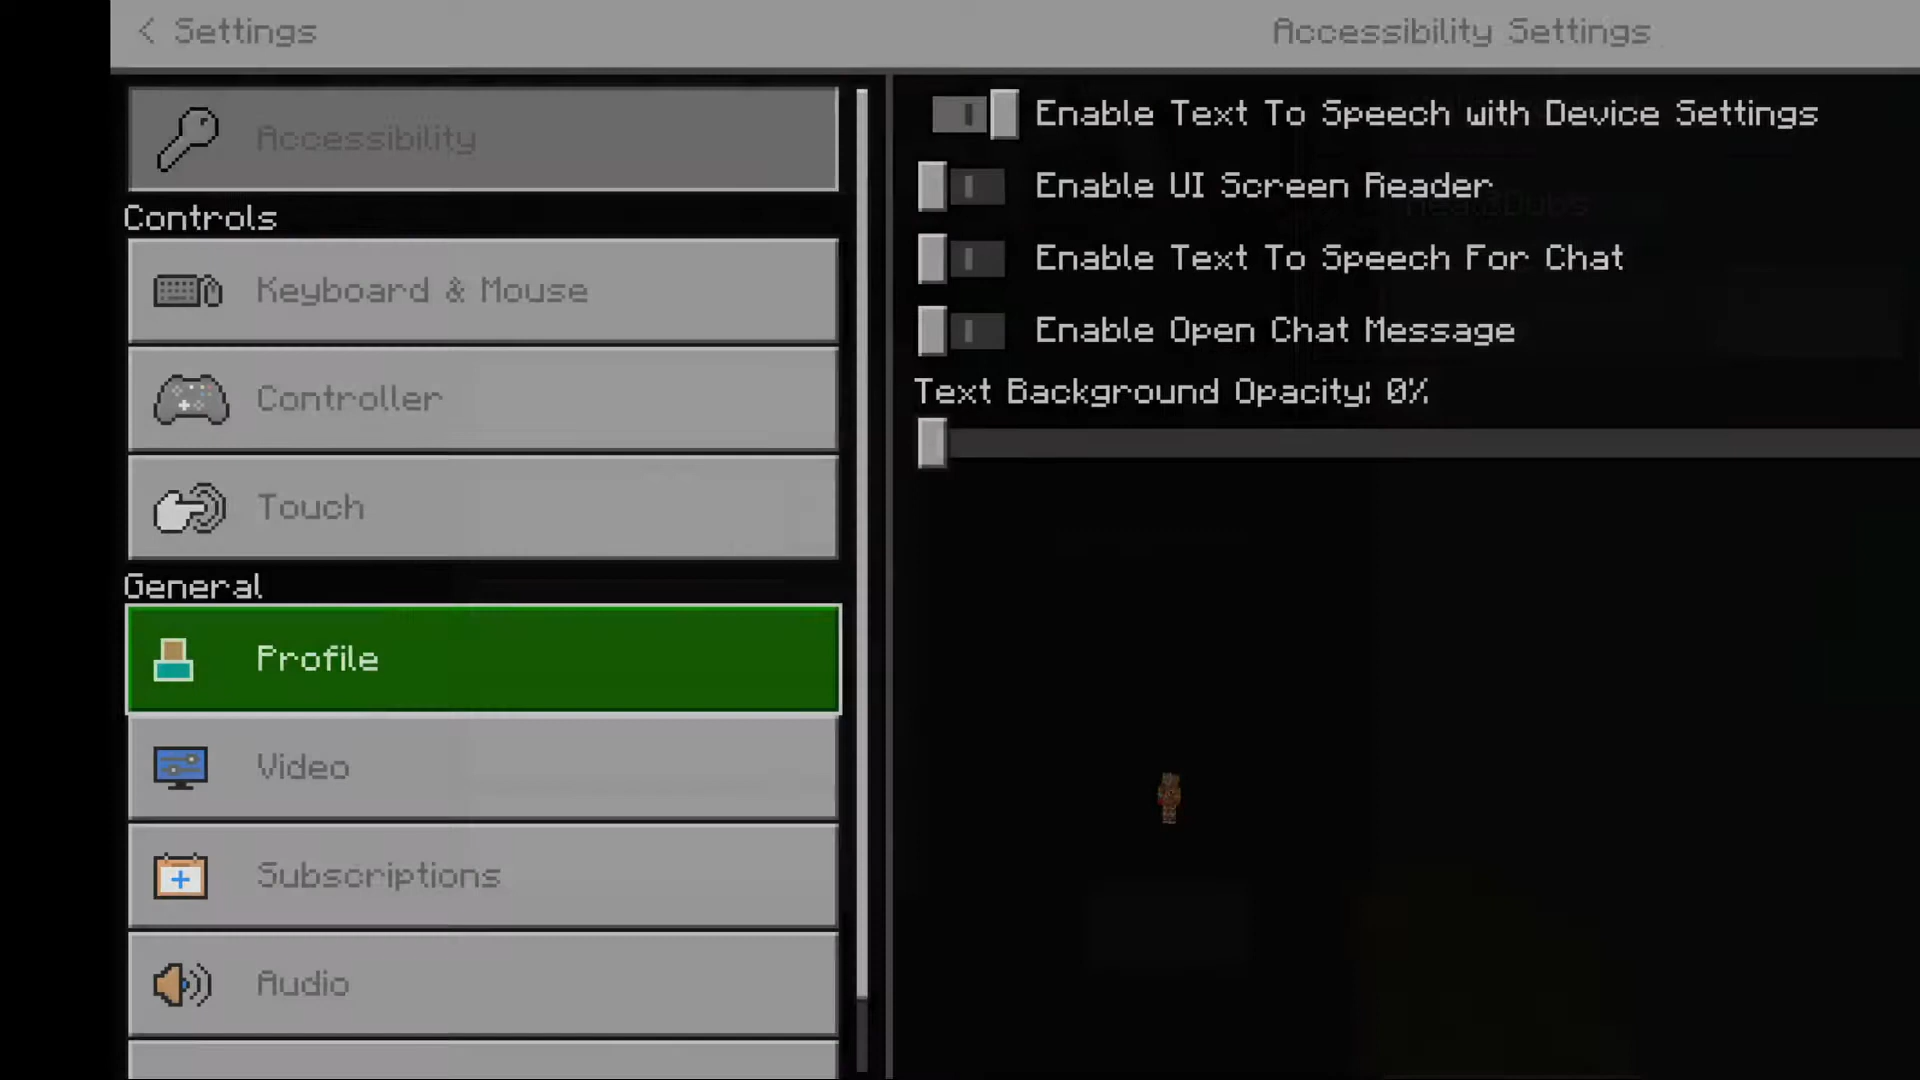 < Settings
Accessibility Settings
Accessibility
Controls
Keyboard & Mouse
Controller
Touch
General
Profile
Video
Subscriptions
Audio
Enable Text To Speech with Device Settings
Enable UI Screen Reader
Enable Text To Speech For Chat
Enable Open Chat Message
Text Background Opacity: 0%